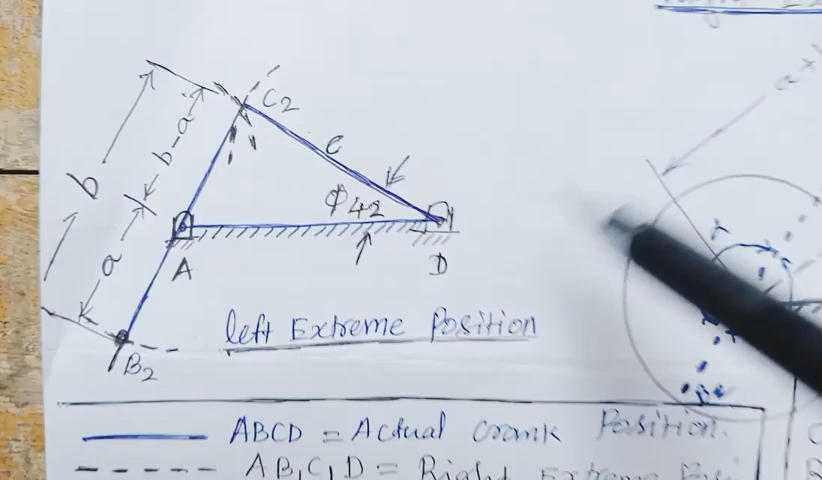 C2
b-a
b
c
φ42
a
A
D
a+
B2
left Extreme Position
ABCD = Actual Crank Position.
AB1C1D = Right Extreme